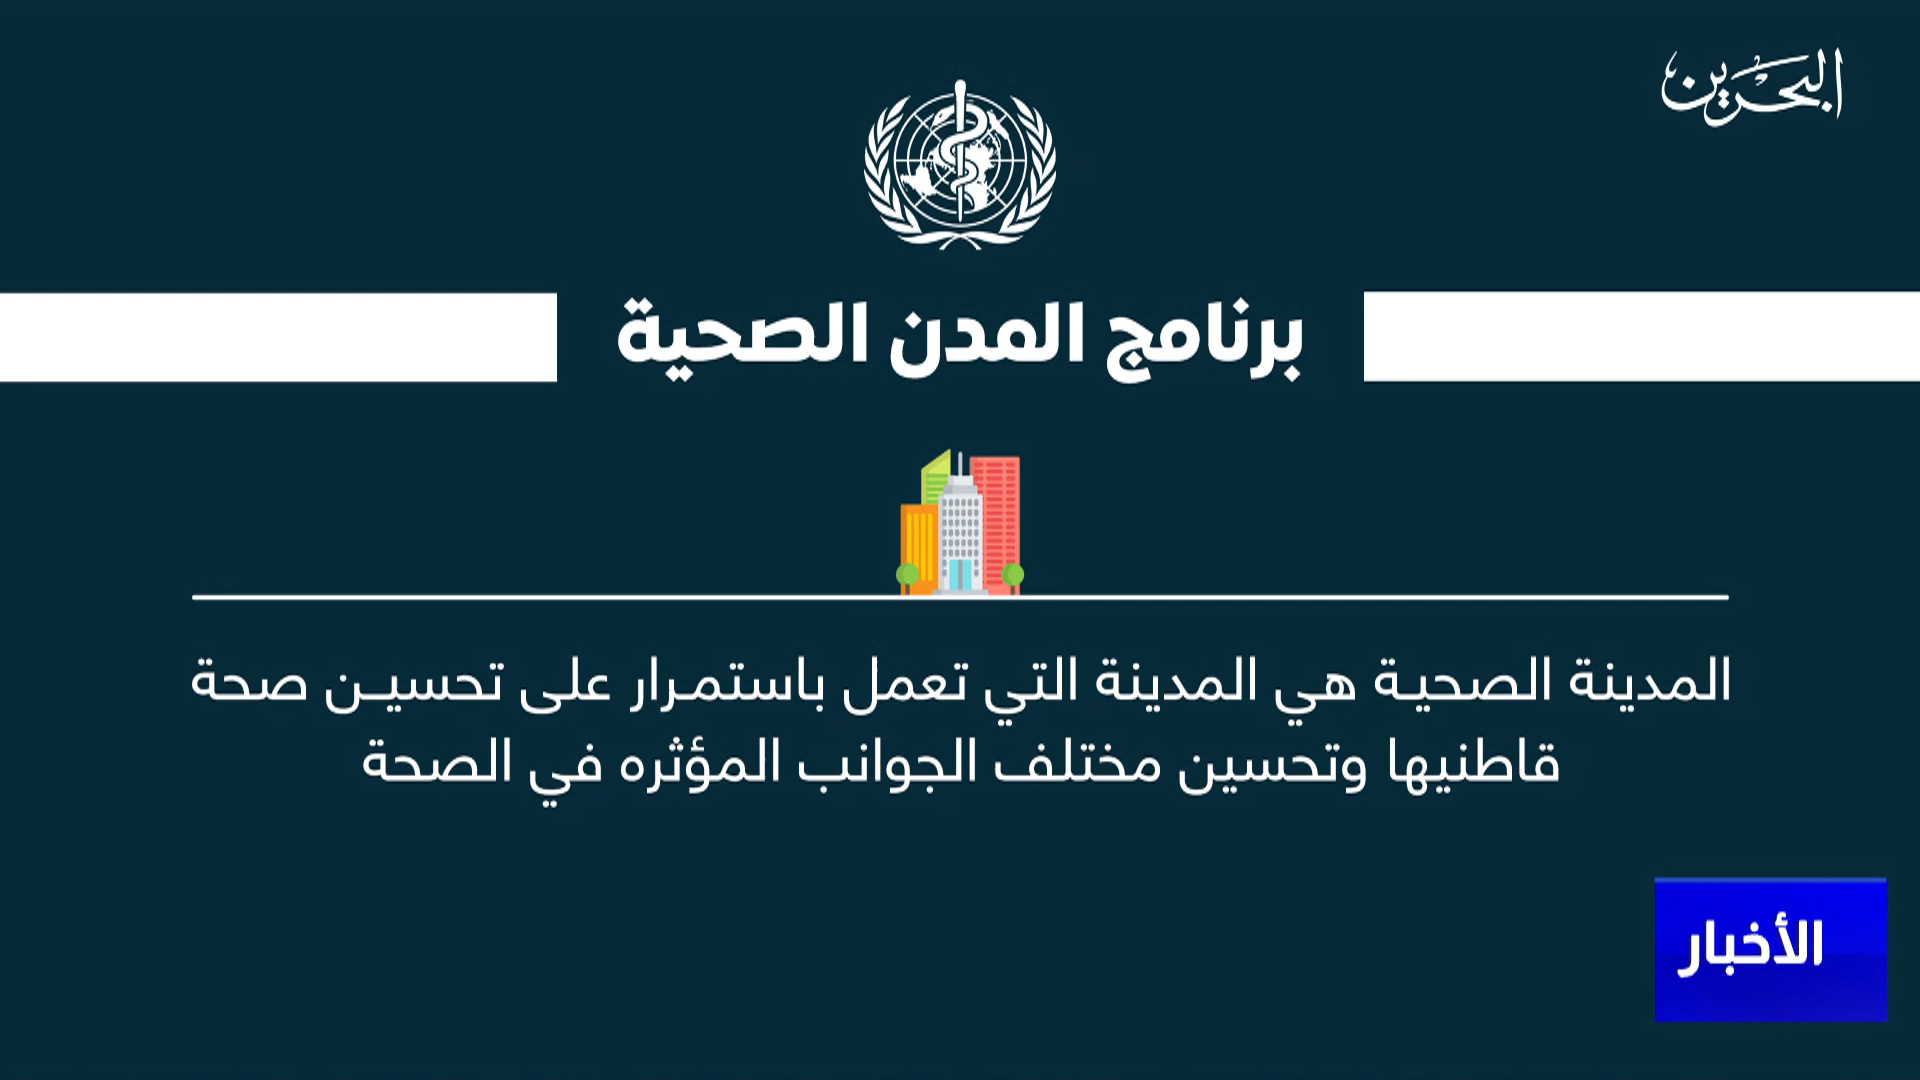 البحرين
برنامج المدن الصحية
المدينة الصحية هي المدينة التي تعمل باستمرار على تحسين صحة
قاطنيها وتحسين مختلف الجوانب المؤثره في الصحة
الأخبار